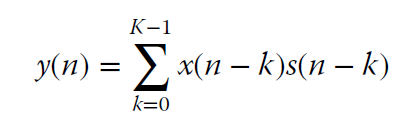 y(n) = \sum_{k=0}^{K-1} x(n − k)s(n − k)